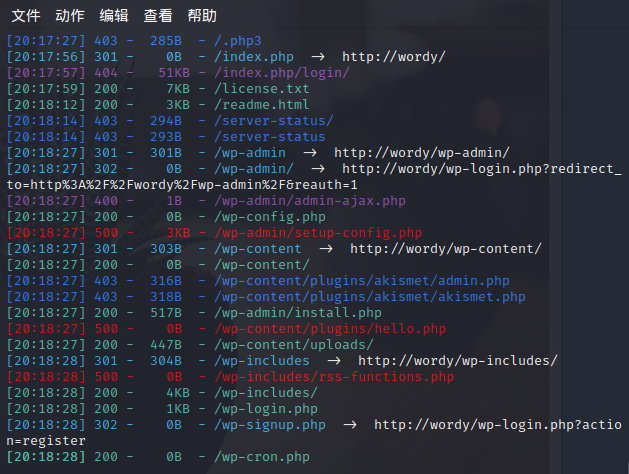 文件 动作 编辑 查看 帮助
[20:17:27] 403 - 285B - /.php3
[20:17:56] 301 - 0B - /index.php → http://wordy/
[20:17:57] 404 - 51KB - /index.php/login/
[20:17:59] 200 - 7KB - /license.txt
[20:18:12] 200 - 3KB - /readme.html
[20:18:14] 403 - 294B - /server-status/
[20:18:14] 403 - 293B - /server-status
[20:18:27] 301 - 301B - /wp-admin → http://wordy/wp-admin/
[20:18:27] 302 - 0B - /wp-admin/ → http://wordy/wp-login.php?redirect_
to=http%3A%2F%2Fwordy%2Fwp-admin%2F&reauth=1
[20:18:27] 400 - 1B - /wp-admin/admin-ajax.php
[20:18:27] 200 - 0B - /wp-config.php
[20:18:27] 500 - 3KB - /wp-admin/setup-config.php
[20:18:27] 301 - 303B - /wp-content → http://wordy/wp-content/
[20:18:27] 200 - 0B - /wp-content/
[20:18:27] 403 - 316B - /wp-content/plugins/akismet/admin.php
[20:18:27] 403 - 318B - /wp-content/plugins/akismet/akismet.php
[20:18:27] 200 - 517B - /wp-admin/install.php
[20:18:27] 500 - 0B - /wp-content/plugins/hello.php
[20:18:27] 200 - 447B - /wp-content/uploads/
[20:18:28] 301 - 304B - /wp-includes → http://wordy/wp-includes/
[20:18:28] 500 - 0B - /wp-includes/rss-functions.php
[20:18:28] 200 - 4KB - /wp-includes/
[20:18:28] 200 - 1KB - /wp-login.php
[20:18:28] 302 - 0B - /wp-signup.php → http://wordy/wp-login.php?actio
n=register
[20:18:28] 200 - 0B - /wp-cron.php